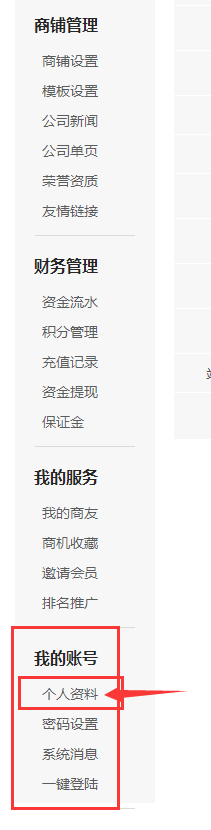 商铺管理
商铺设置
模板设置
公司新闻
公司单页
荣誉资质
友情链接
财务管理
资金流水
积分管理
充值记录
资金提现
保证金
我的服务
我的商友
商机收藏
邀请会员
排名推广
我的账号
个人资料
密码设置
系统消息
一键登陆